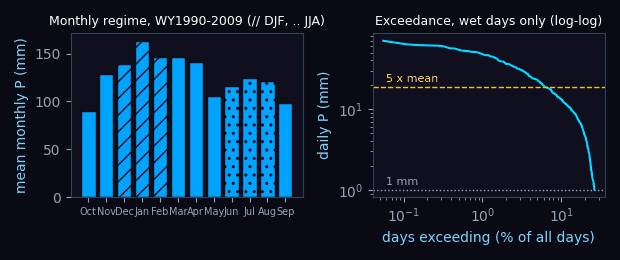 Monthly regime, WY1990-2009 (// DJF, .. JJA)
mean monthly P (mm)
150
100
50
0
Oct Nov Dec Jan Feb Mar Apr May Jun Jul Aug Sep
Exceedance, wet days only (log-log)
daily P (mm)
10¹
10⁰
5 x mean
1 mm
10⁻¹ 10⁰ 10¹
days exceeding (% of all days)